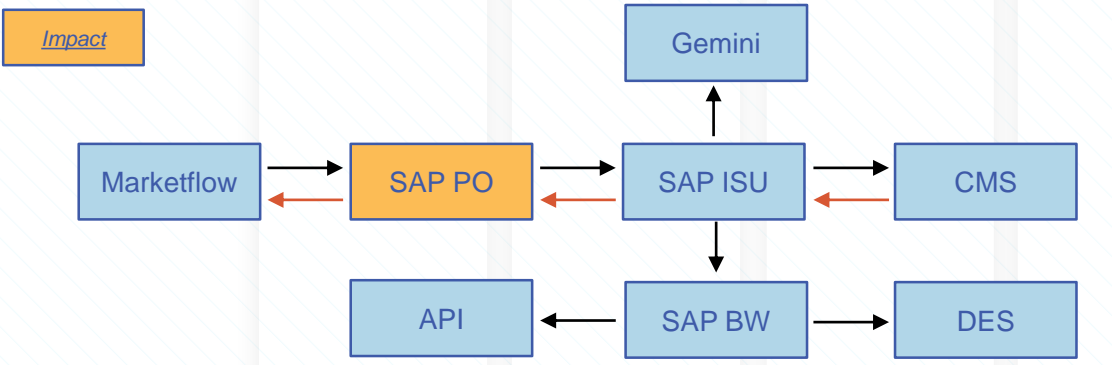 Impact
Gemini
Marketflow
SAP PO
SAP ISU
CMS
API
SAP BW
DES